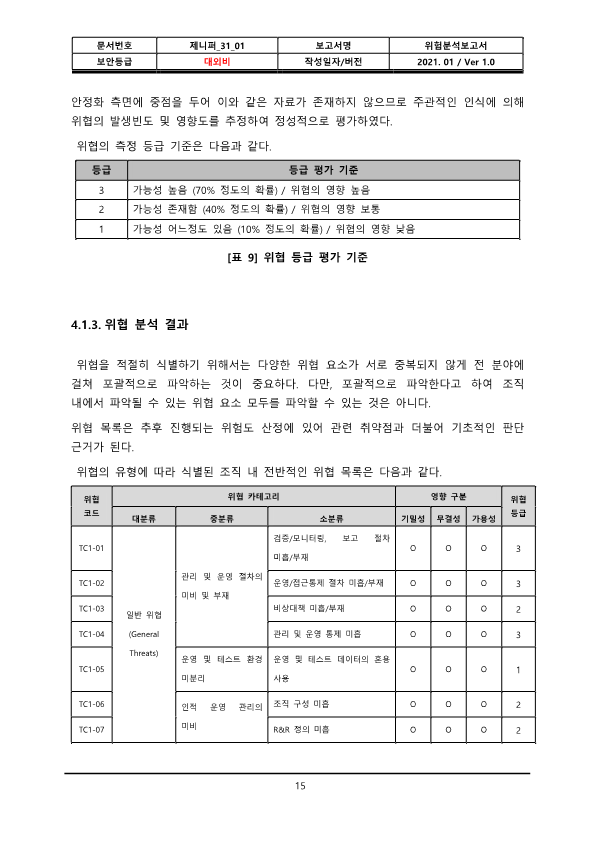 문서번호 제니퍼_31_01 보고서명 위험분석보고서
보안등급 대외비 작성일자/버전 2021. 01 / Ver 1.0
안정화 측면에 중점을 두어 이와 같은 자료가 존재하지 않으므로 주관적인 인식에 의해
위협의 발생빈도 및 영향도를 추정하여 정성적으로 평가하였다.
위협의 측정 등급 기준은 다음과 같다.
등급 등급 평가 기준
3 가능성 높음 (70% 정도의 확률) / 위협의 영향 높음
2 가능성 존재함 (40% 정도의 확률) / 위협의 영향 보통
1 가능성 어느정도 있음 (10% 정도의 확률) / 위협의 영향 낮음
[표 9] 위협 등급 평가 기준
4.1.3. 위협 분석 결과
위협을 적절히 식별하기 위해서는 다양한 위협 요소가 서로 중복되지 않게 전 분야에
걸쳐 포괄적으로 파악하는 것이 중요하다. 다만, 포괄적으로 파악한다고 하여 조직
내에서 파악될 수 있는 위협 요소 모두를 파악할 수 있는 것은 아니다.
위협 목록은 추후 진행되는 위험도 산정에 있어 관련 취약점과 더불어 기초적인 판단
근거가 된다.
위협의 유형에 따라 식별된 조직 내 전반적인 위협 목록은 다음과 같다.
위협 코드 위협 카테고리 영향 구분 위협 등급
대분류 중분류 소분류 기밀성 무결성 가용성
TC1-01 일반 위협 (General Threats) 관리 및 운영 절차의 미비 및 부재 검증/모니터링, 보고 절차 미흡/부재 O O O 3
TC1-02 운영/접근통제 절차 미흡/부재 O O O 3
TC1-03 비상대책 미흡/부재 O O O 2
TC1-04 관리 및 운영 통제 미흡 O O O 3
TC1-05 운영 및 테스트 환경 미분리 운영 및 테스트 데이터의 혼용 사용 O O O 1
TC1-06 인적 운영 관리의 미비 조직 구성 미흡 O O O 2
TC1-07 R&R 정의 미흡 O O O 2
15